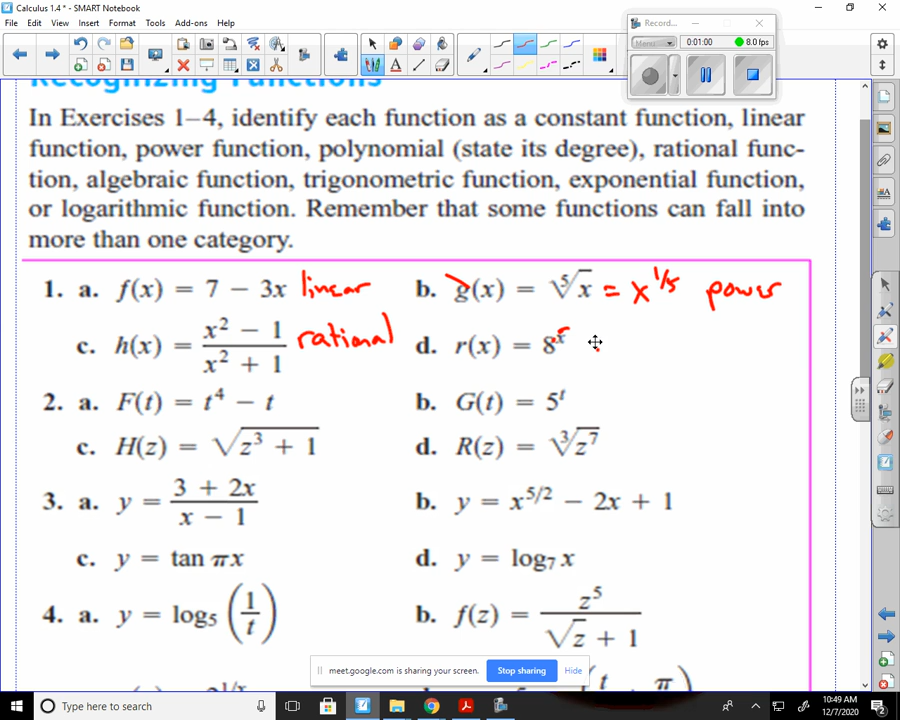 Calculus 1.4 * - SMART Notebook
File Edit View Insert Format Tools Add-ons Help
Record...
Menu
0:01:00 8.0 fps
Recognizing Functions
In Exercises 1–4, identify each function as a constant function, linear
function, power function, polynomial (state its degree), rational func-
tion, algebraic function, trigonometric function, exponential function,
or logarithmic function. Remember that some functions can fall into
more than one category.
1. a. f(x) = 7 − 3x linear b. g(x) = ⁵√x = x^1/5 power
c. h(x) = (x² − 1)/(x² + 1) rational d. r(x) = 8^x
2. a. F(t) = t⁴ − t b. G(t) = 5^t
c. H(z) = √(z³ + 1) d. R(z) = ³√(z⁷)
3. a. y = (3 + 2x)/(x − 1) b. y = x^5/2 − 2x + 1
c. y = tan πx d. y = log₇ x
4. a. y = log₅ (1/t) b. f(z) = z⁵/(√z + 1)
meet.google.com is sharing your screen. Stop sharing Hide
1/x t π
Type here to search
10:49 AM
12/7/2020
2